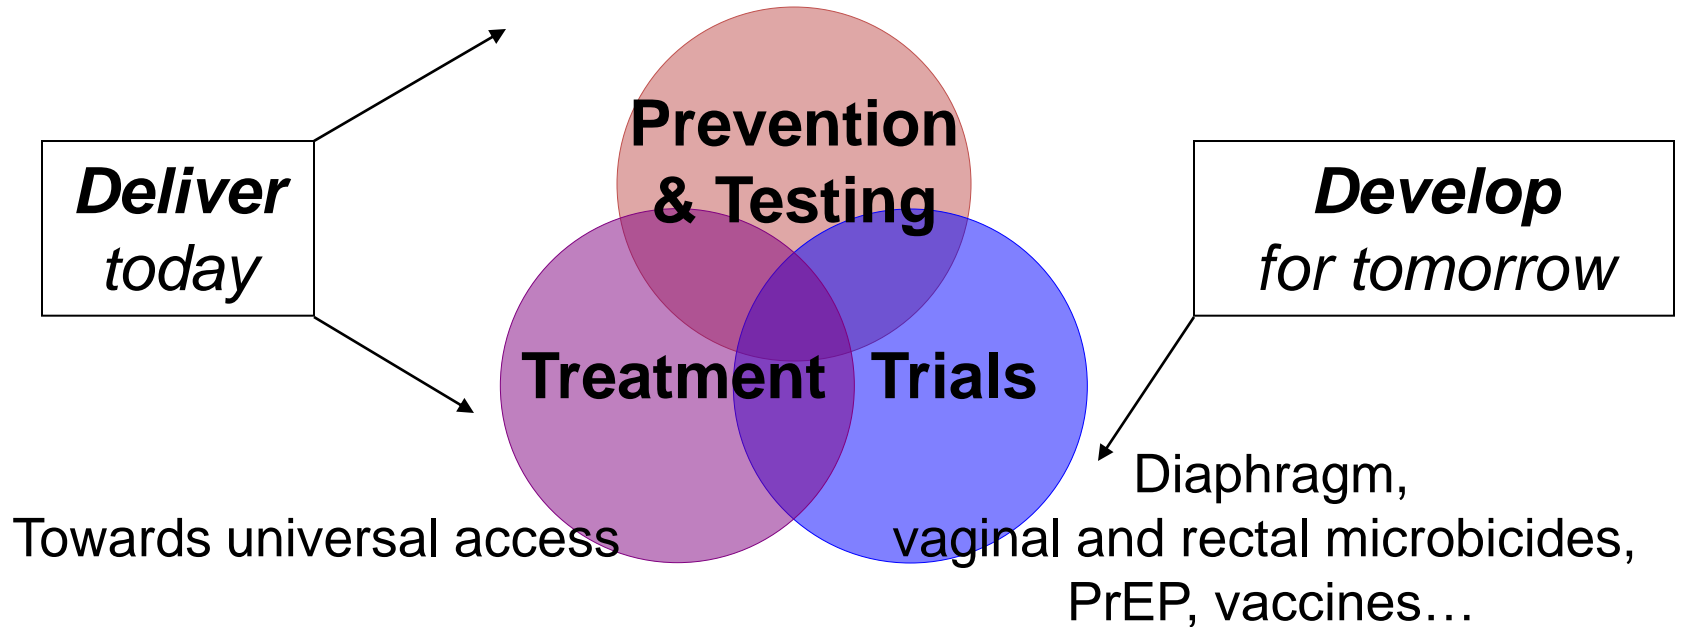 Prevention
& Testing
Deliver
today
Develop
for tomorrow
Treatment
Trials
Towards universal access
Diaphragm,
vaginal and rectal microbicides,
PrEP, vaccines…